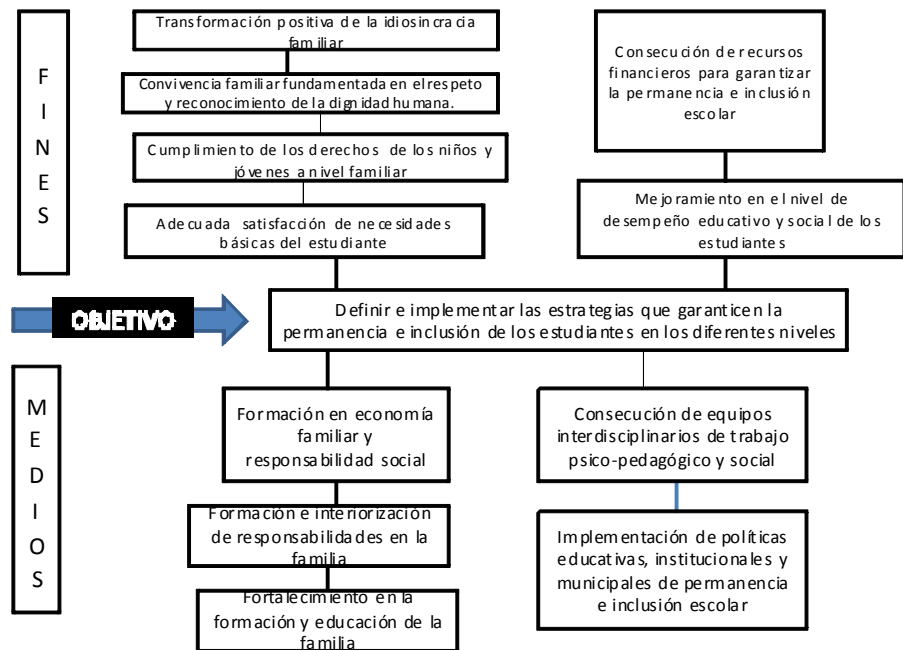 FINES
Transformación positiva de la idiosincracia
familiar
Convivencia familiar fundamentada en el respeto
y reconocimiento de la dignidad humana.
Cumplimiento de los derechos de los niños y
jóvenes a nivel familiar
Adecuada satisfacción de necesidades
básicas del estudiante
Consecución de recursos
financieros para garantizar
la permanencia e inclusión
escolar
Mejoramiento en el nivel de
desempeño educativo y social de los
estudiantes
OBJETIVO
Definir e implementar las estrategias que garanticen la
permanencia e inclusión de los estudiantes en los diferentes niveles
MEDIOS
Formación en economía
familiar y
responsabilidad social
Formación e interiorización
de responsabilidades en la
familia
Fortalecimiento en la
formación y educación de la
familia
Consecución de equipos
interdisciplinarios de trabajo
psico-pedagógico y social
Implementación de políticas
educativas, institucionales y
municipales de permanencia
e inclusión escolar